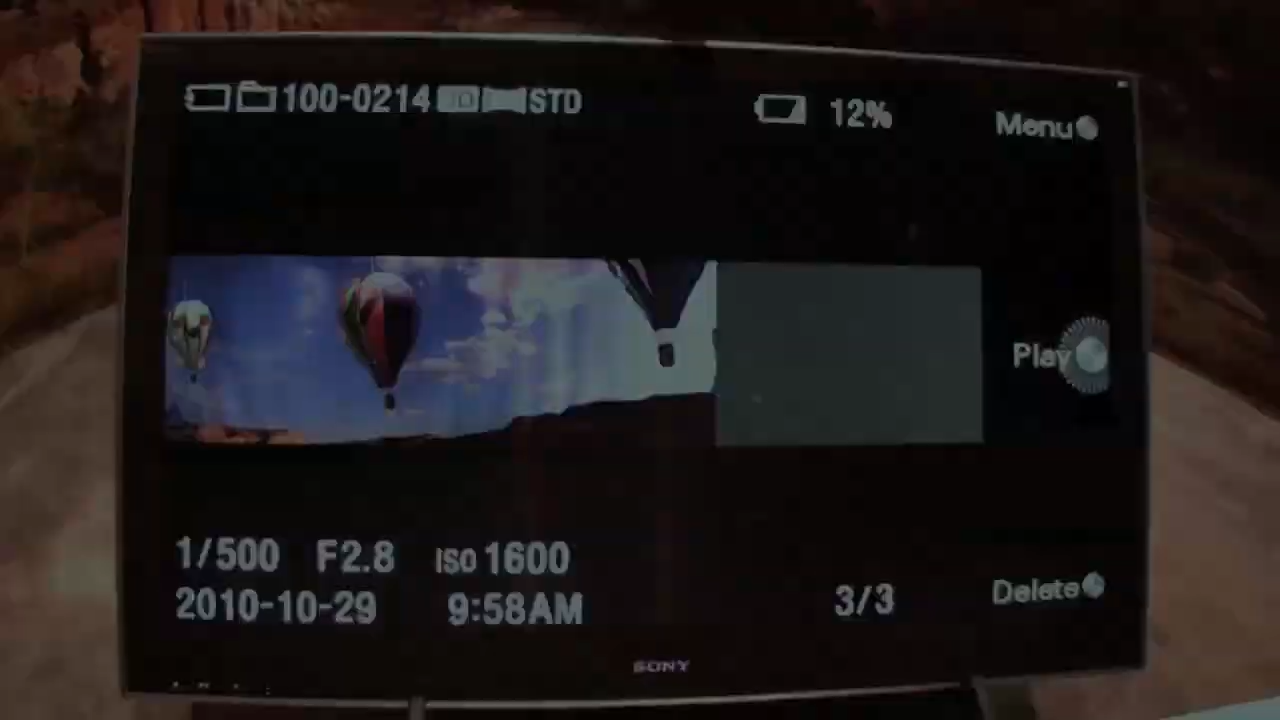 100-0214 STD 12% Menu
Play
1/500 F2.8 ISO 1600
2010-10-29 9:58AM 3/3 Delete
SONY